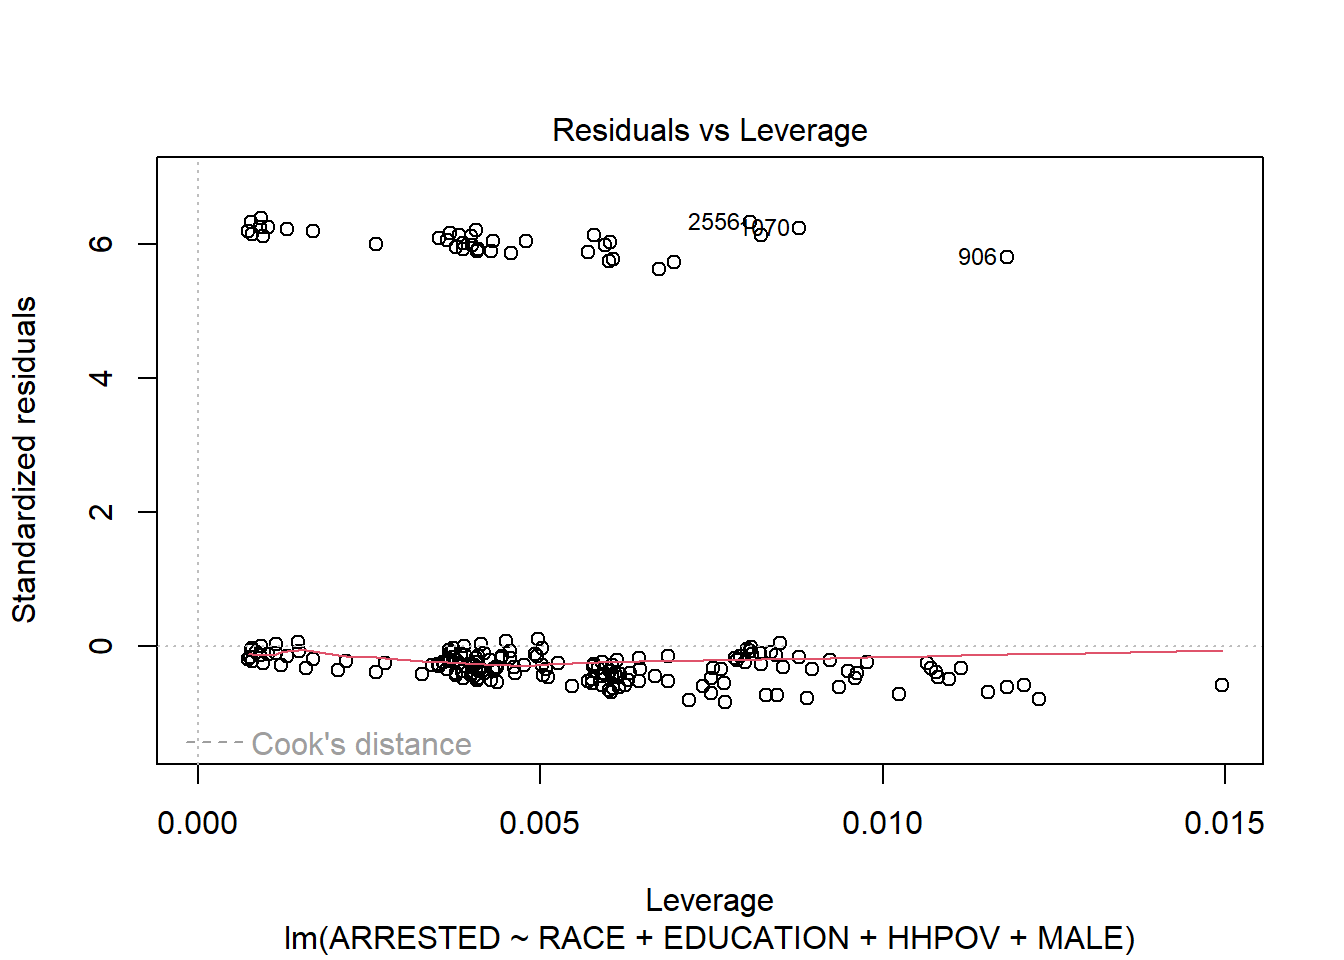 Residuals vs Leverage
Standardized residuals
6
4
2
0
2556
1070
906
Cook's distance
0.000 0.005 0.010 0.015
Leverage
lm(ARRESTED ~ RACE + EDUCATION + HHPOV + MALE)